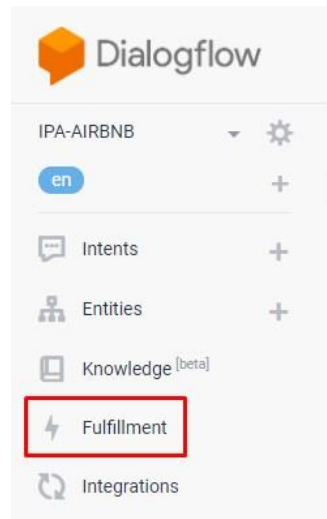 Dialogflow
IPA-AIRBNB
en
Intents
Entities
Knowledge [beta]
Fulfillment
Integrations